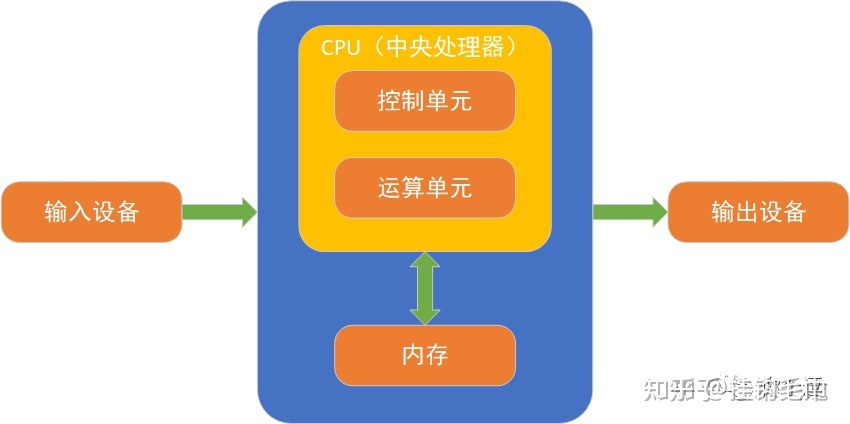 CPU（中央处理器）
控制单元
运算单元
输入设备
输出设备
内存
知乎